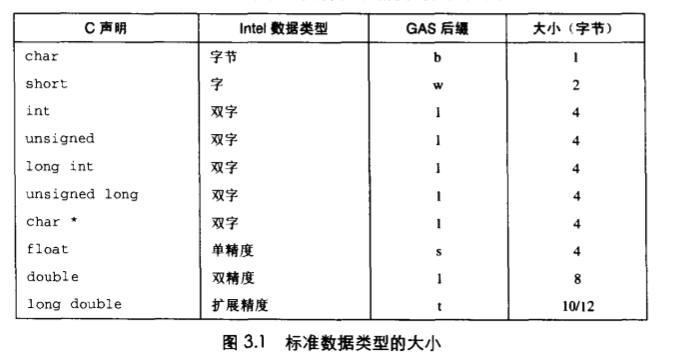 C 声明 Intel 数据类型 GAS 后缀 大小（字节）
char 字节 b 1
short 字 w 2
int 双字 l 4
unsigned 双字 l 4
long int 双字 l 4
unsigned long 双字 l 4
char * 双字 l 4
float 单精度 s 4
double 双精度 l 8
long double 扩展精度 t 10/12
图 3.1 标准数据类型的大小